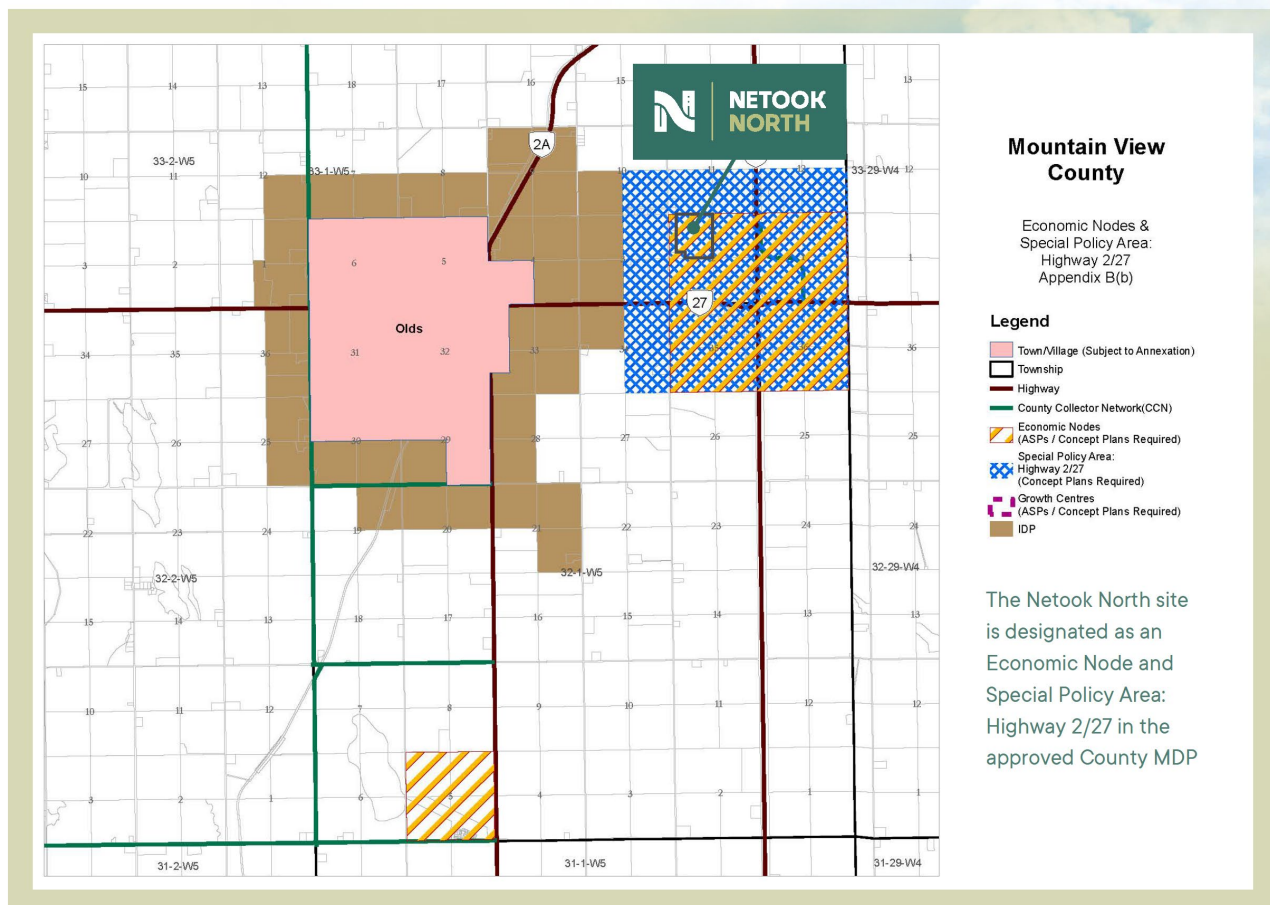 15
14
13
18
17
16
13
NETOOK
NORTH
2A
33-2-W5
33-1-W5
33-29-W4
10
11
12
8
10
12
12
3
2
1
6
5
4
1
27
Olds
34
35
36
31
32
33
36
27
26
25
30
29
28
27
26
25
22
23
24
19
20
21
22
23
24
32-2-W5
32-1-W5
32-29-W4
15
14
13
18
17
16
15
14
13
10
11
12
7
8
9
10
11
12
12
3
2
1
6
5
4
3
2
1
1
31-2-W5
31-1-W5
31-29-W4
Mountain View
County
Economic Nodes &
Special Policy Area:
Highway 2/27
Appendix B(b)
Legend
Town/Village (Subject to Annexation)
Township
Highway
County Collector Network(CCN)
Economic Nodes
(ASPs / Concept Plans Required)
Special Policy Area:
Highway 2/27
(Concept Plans Required)
Growth Centres
(ASPs / Concept Plans Required)
IDP
The Netook North site
is designated as an
Economic Node and
Special Policy Area:
Highway 2/27 in the
approved County MDP